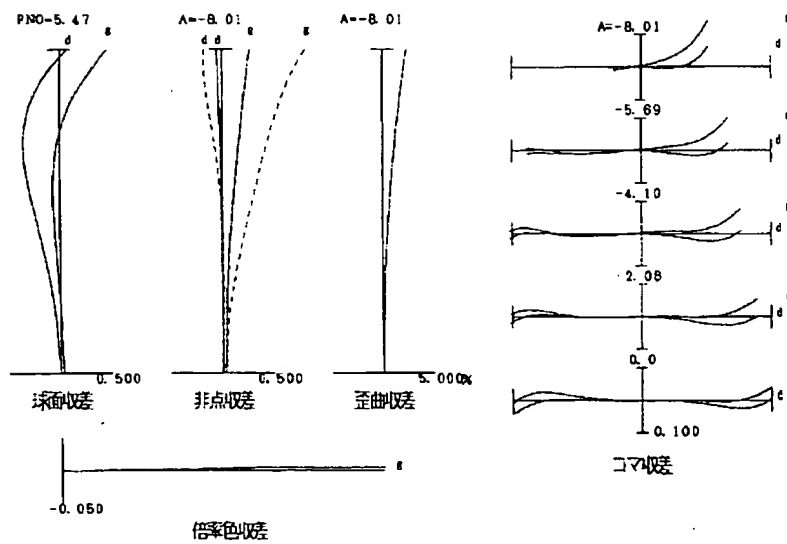 FNO=5.47
d g
0.500
球面収差
A=-8.01
d d g g
0.500
非点収差
A=-8.01
5.000%
歪曲収差
A=-8.01
d
-5.69
d
-4.10
d
-2.08
d
0.0
0.100
コマ収差
g
-0.050
倍率色収差